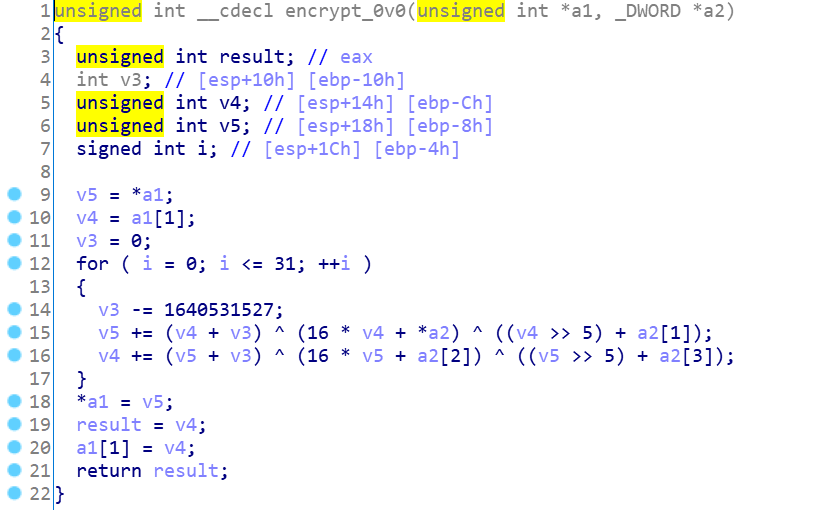 1 unsigned int __cdecl encrypt_0v0(unsigned int *a1, _DWORD *a2)
2 {
3 unsigned int result; // eax
4 int v3; // [esp+10h] [ebp-10h]
5 unsigned int v4; // [esp+14h] [ebp-Ch]
6 unsigned int v5; // [esp+18h] [ebp-8h]
7 signed int i; // [esp+1Ch] [ebp-4h]
8
9 v5 = *a1;
10 v4 = a1[1];
11 v3 = 0;
12 for ( i = 0; i <= 31; ++i )
13 {
14 v3 -= 1640531527;
15 v5 += (v4 + v3) ^ (16 * v4 + *a2) ^ ((v4 >> 5) + a2[1]);
16 v4 += (v5 + v3) ^ (16 * v5 + a2[2]) ^ ((v5 >> 5) + a2[3]);
17 }
18 *a1 = v5;
19 result = v4;
20 a1[1] = v4;
21 return result;
22 }